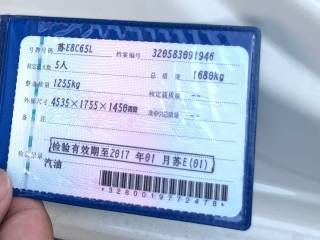 号牌号码 苏E8C65L 档案编号 320583091946
核定载人数 5人 总质量 1680kg
整备质量 1255kg 核定载质量 --
外廓尺寸 4535×1755×1450mm 准牵引总质量 --
备注
检验有效期至2017 年01 月苏E(01)
检验记录
汽油
*3280019772478*